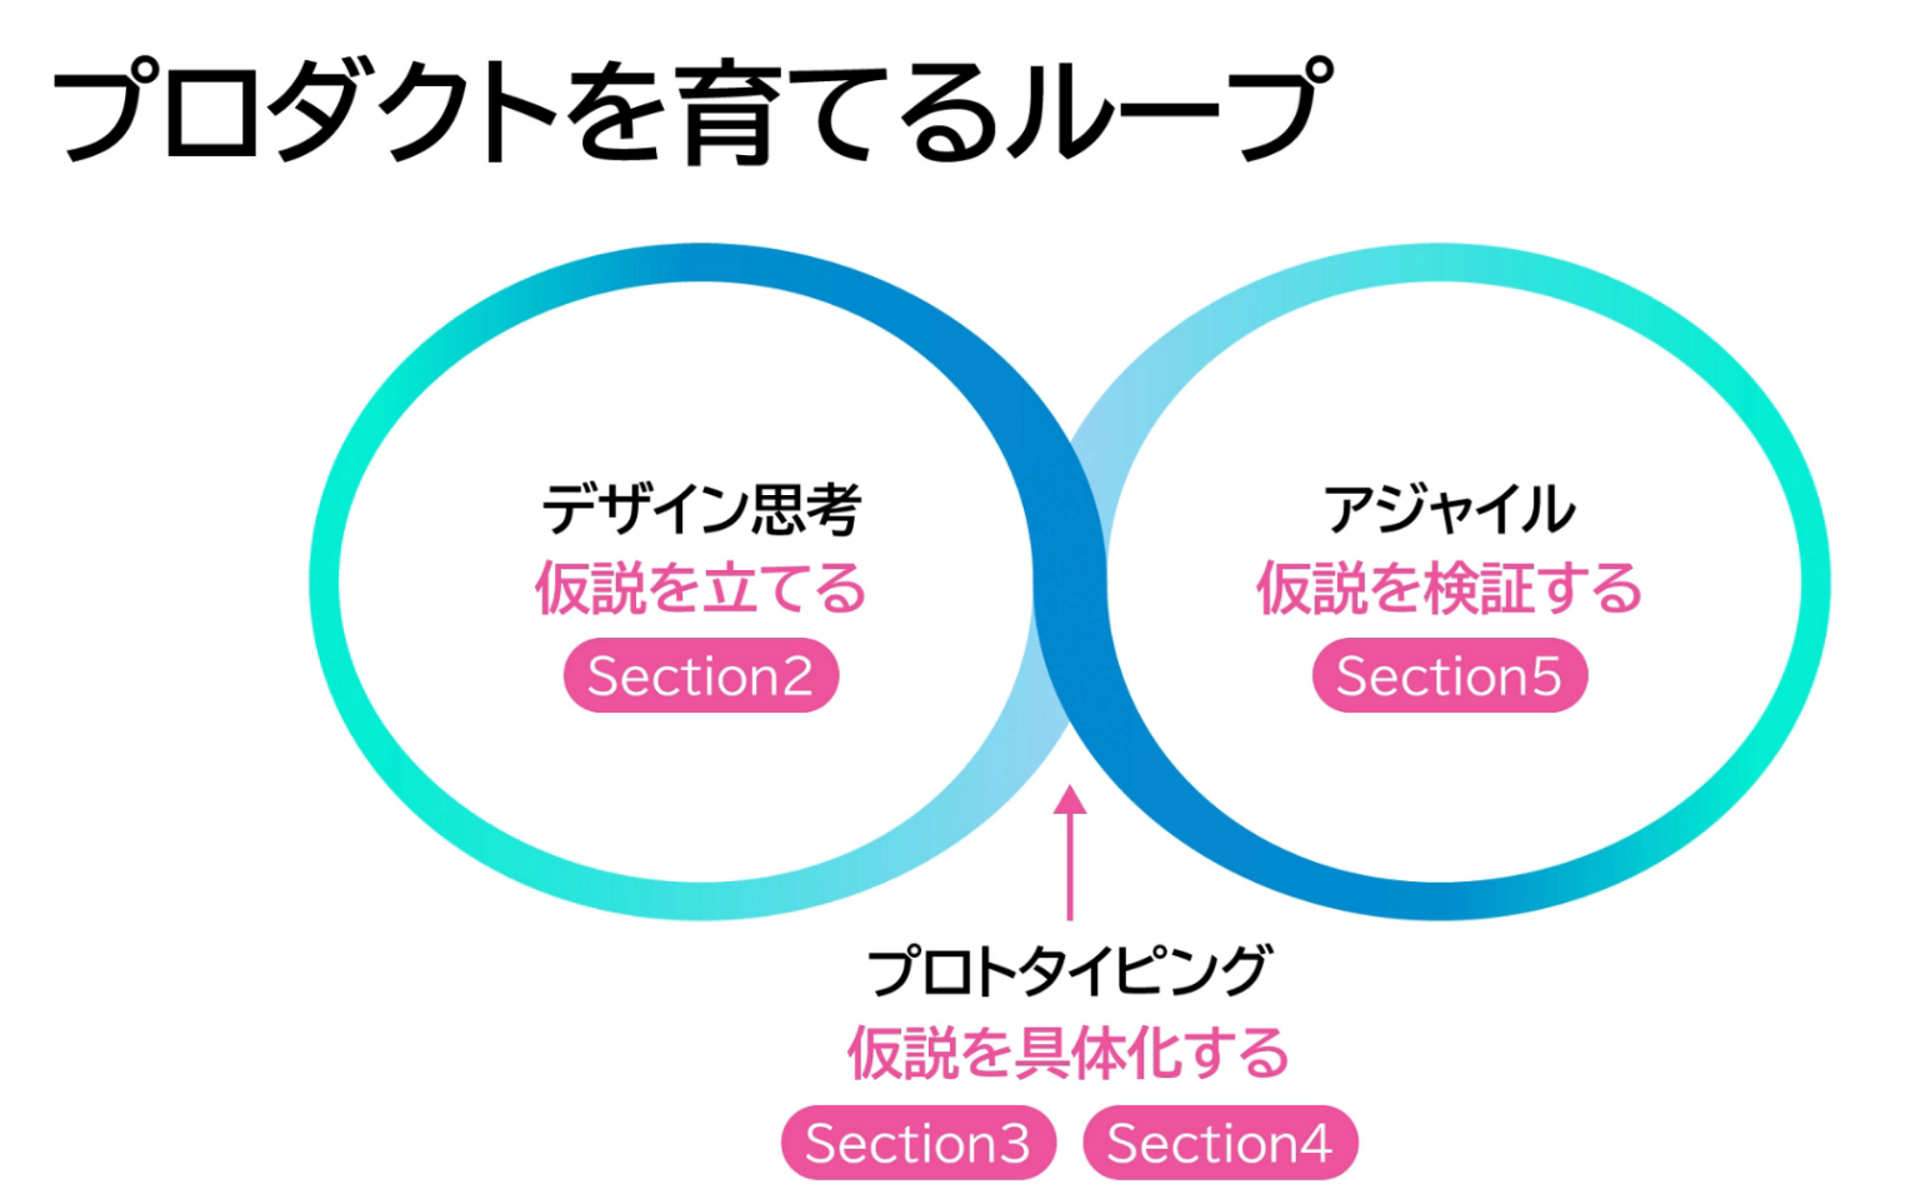 プロダクトを育てるループ
デザイン思考
仮説を立てる
Section2
アジャイル
仮説を検証する
Section5
プロトタイピング
仮説を具体化する
Section3 Section4